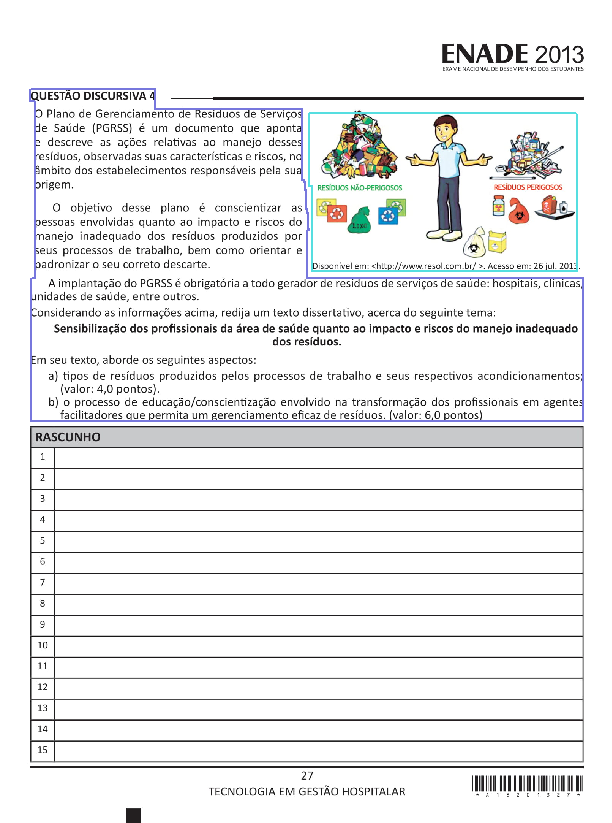 ENADE 2013
EXAME NACIONAL DE DESEMPENHO DOS ESTUDANTES
QUESTÃO DISCURSIVA 4
O Plano de Gerenciamento de Resíduos de Serviços
de Saúde (PGRSS) é um documento que aponta
e descreve as ações relativas ao manejo desses
resíduos, observadas suas características e riscos, no
âmbito dos estabelecimentos responsáveis pela sua
origem.
O objetivo desse plano é conscientizar as
pessoas envolvidas quanto ao impacto e riscos do
manejo inadequado dos resíduos produzidos por
seus processos de trabalho, bem como orientar e
padronizar o seu correto descarte.
RESÍDUOS NÃO-PERIGOSOS
RESÍDUOS PERIGOSOS
Disponível em: <http://www.resol.com.br/ >. Acesso em: 26 jul. 2013.
A implantação do PGRSS é obrigatória a todo gerador de resíduos de serviços de saúde: hospitais, clínicas,
unidades de saúde, entre outros.
Considerando as informações acima, redija um texto dissertativo, acerca do seguinte tema:
Sensibilização dos profissionais da área de saúde quanto ao impacto e riscos do manejo inadequado
dos resíduos.
Em seu texto, aborde os seguintes aspectos:
a) tipos de resíduos produzidos pelos processos de trabalho e seus respectivos acondicionamentos;
(valor: 4,0 pontos).
b) o processo de educação/conscientização envolvido na transformação dos profissionais em agentes
facilitadores que permita um gerenciamento eficaz de resíduos. (valor: 6,0 pontos)
RASCUNHO
1
2
3
4
5
6
7
8
9
10
11
12
13
14
15
27
TECNOLOGIA EM GESTÃO HOSPITALAR